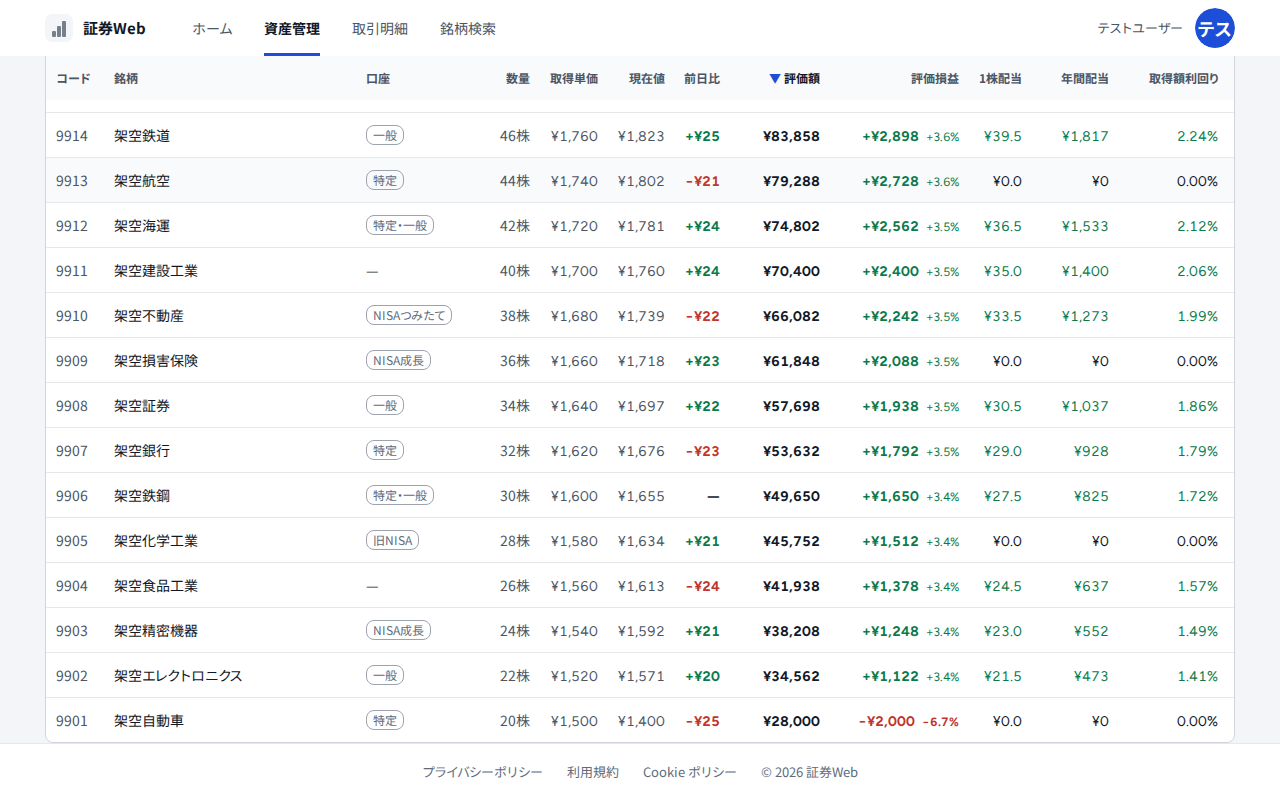 証券Web ホーム 資産管理 取引明細 銘柄検索 テストユーザー テス
コード 銘柄 口座 数量 取得単価 現在値 前日比 ▼評価額 評価損益 1株配当 年間配当 取得額利回り
9914 架空鉄道 一般 46株 ¥1,760 ¥1,823 +¥25 ¥83,858 +¥2,898 +3.6% ¥39.5 ¥1,817 2.24%
9913 架空航空 特定 44株 ¥1,740 ¥1,802 -¥21 ¥79,288 +¥2,728 +3.6% ¥0.0 ¥0 0.00%
9912 架空海運 特定・一般 42株 ¥1,720 ¥1,781 +¥24 ¥74,802 +¥2,562 +3.5% ¥36.5 ¥1,533 2.12%
9911 架空建設工業 — 40株 ¥1,700 ¥1,760 +¥24 ¥70,400 +¥2,400 +3.5% ¥35.0 ¥1,400 2.06%
9910 架空不動産 NISAつみたて 38株 ¥1,680 ¥1,739 -¥22 ¥66,082 +¥2,242 +3.5% ¥33.5 ¥1,273 1.99%
9909 架空損害保険 NISA成長 36株 ¥1,660 ¥1,718 +¥23 ¥61,848 +¥2,088 +3.5% ¥0.0 ¥0 0.00%
9908 架空証券 一般 34株 ¥1,640 ¥1,697 +¥22 ¥57,698 +¥1,938 +3.5% ¥30.5 ¥1,037 1.86%
9907 架空銀行 特定 32株 ¥1,620 ¥1,676 -¥23 ¥53,632 +¥1,792 +3.5% ¥29.0 ¥928 1.79%
9906 架空鉄鋼 特定・一般 30株 ¥1,600 ¥1,655 — ¥49,650 +¥1,650 +3.4% ¥27.5 ¥825 1.72%
9905 架空化学工業 旧NISA 28株 ¥1,580 ¥1,634 +¥21 ¥45,752 +¥1,512 +3.4% ¥0.0 ¥0 0.00%
9904 架空食品工業 — 26株 ¥1,560 ¥1,613 -¥24 ¥41,938 +¥1,378 +3.4% ¥24.5 ¥637 1.57%
9903 架空精密機器 NISA成長 24株 ¥1,540 ¥1,592 +¥21 ¥38,208 +¥1,248 +3.4% ¥23.0 ¥552 1.49%
9902 架空エレクトロニクス 一般 22株 ¥1,520 ¥1,571 +¥20 ¥34,562 +¥1,122 +3.4% ¥21.5 ¥473 1.41%
9901 架空自動車 特定 20株 ¥1,500 ¥1,400 -¥25 ¥28,000 -¥2,000 -6.7% ¥0.0 ¥0 0.00%
プライバシーポリシー 利用規約 Cookie ポリシー © 2026 証券Web